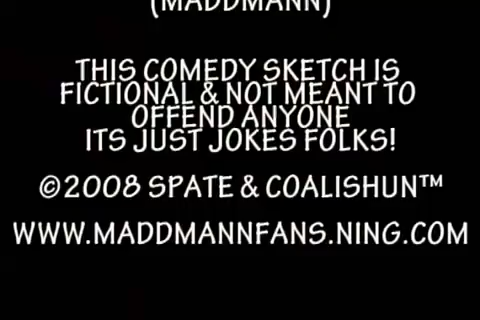 (MADDMANN)
THIS COMEDY SKETCH IS
FICTIONAL & NOT MEANT TO
OFFEND ANYONE
ITS JUST JOKES FOLKS!
©2008 SPATE & COALISHUN™
WWW.MADDMANNFANS.NING.COM